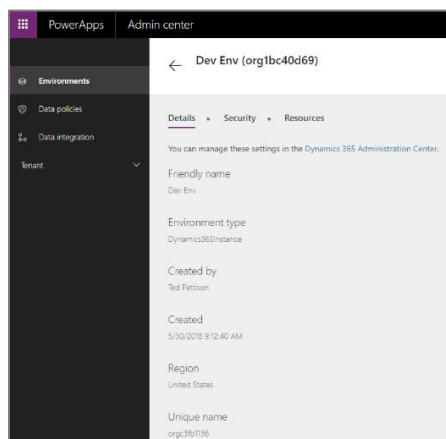 PowerApps Admin center
Dev Env (org1bc40d69)
Environments
Data policies
Data integration
Tenant
Details • Security • Resources
You can manage these settings in the Dynamics 365 Administration Center.
Friendly name
Dev Env
Environment type
Dynamics365Instance
Created by
Ted Pattison
Created
5/30/2018 9:12:40 AM
Region
United States
Unique name
orgc3fb1136